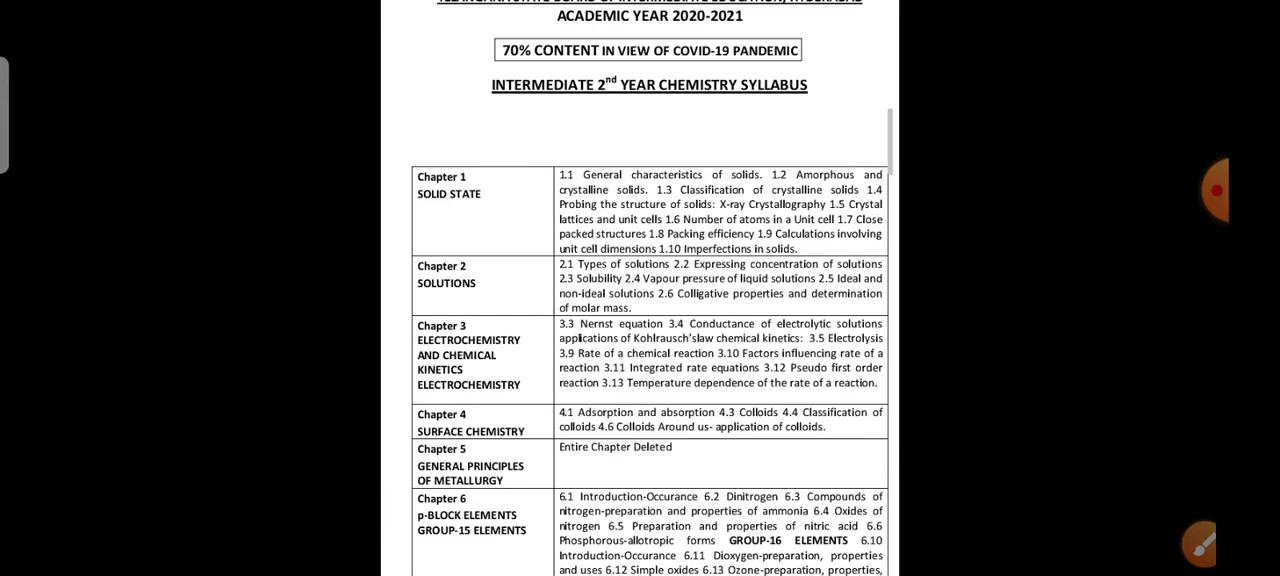 ACADEMIC YEAR 2020-2021
70% CONTENT IN VIEW OF COVID-19 PANDEMIC
INTERMEDIATE 2nd YEAR CHEMISTRY SYLLABUS
Chapter 1
SOLID STATE
1.1 General characteristics of solids. 1.2 Amorphous and
crystalline solids. 1.3 Classification of crystalline solids 1.4
Probing the structure of solids: X-ray Crystallography 1.5 Crystal
lattices and unit cells 1.6 Number of atoms in a Unit cell 1.7 Close
packed structures 1.8 Packing efficiency 1.9 Calculations involving
unit cell dimensions 1.10 Imperfections in solids.
Chapter 2
SOLUTIONS
2.1 Types of solutions 2.2 Expressing concentration of solutions
2.3 Solubility 2.4 Vapour pressure of liquid solutions 2.5 Ideal and
non-ideal solutions 2.6 Colligative properties and determination
of molar mass.
Chapter 3
ELECTROCHEMISTRY
AND CHEMICAL
KINETICS
ELECTROCHEMISTRY
3.3 Nernst equation 3.4 Conductance of electrolytic solutions
applications of Kohlrausch'slaw chemical kinetics: 3.5 Electrolysis
3.9 Rate of a chemical reaction 3.10 Factors influencing rate of a
reaction 3.11 Integrated rate equations 3.12 Pseudo first order
reaction 3.13 Temperature dependence of the rate of a reaction.
Chapter 4
SURFACE CHEMISTRY
4.1 Adsorption and absorption 4.3 Colloids 4.4 Classification of
colloids 4.6 Colloids Around us- application of colloids.
Chapter 5
GENERAL PRINCIPLES
OF METALLURGY
Entire Chapter Deleted
Chapter 6
p-BLOCK ELEMENTS
GROUP-15 ELEMENTS
6.1 Introduction-Occurance 6.2 Dinitrogen 6.3 Compounds of
nitrogen-preparation and properties of ammonia 6.4 Oxides of
nitrogen 6.5 Preparation and properties of nitric acid 6.6
Phosphorous-allotropic forms GROUP-16 ELEMENTS 6.10
Introduction-Occurance 6.11 Dioxygen-preparation, properties
and uses 6.12 Simple oxides 6.13 Ozone-preparation, properties,